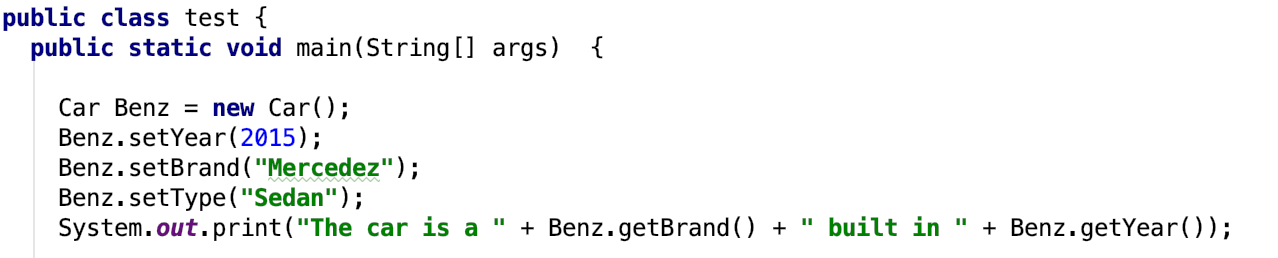 public class test {
public static void main(String[] args)  {
Car Benz = new Car();
Benz.setYear(2015);
Benz.setBrand("Mercedez");
Benz.setType("Sedan");
System.out.print("The car is a " + Benz.getBrand() + " built in " + Benz.getYear());